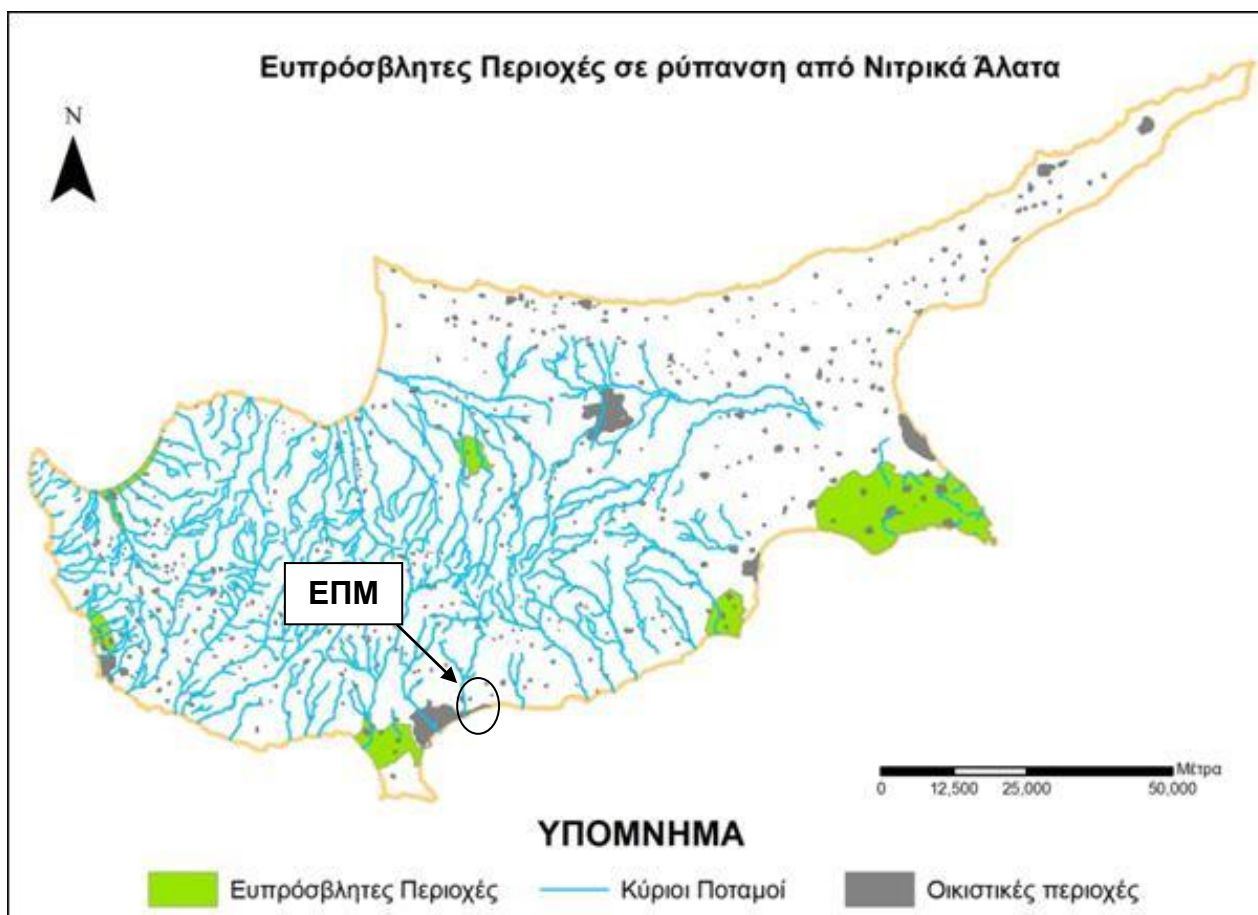 Ευπρόσβλητες Περιοχές σε ρύπανση από Νιτρικά Άλατα
N
ΕΠΜ
Μέτρα
0 12,500 25,000 50,000
ΥΠΟΜΝΗΜΑ
Ευπρόσβλητες Περιοχές Κύριοι Ποταμοί Οικιστικές περιοχές